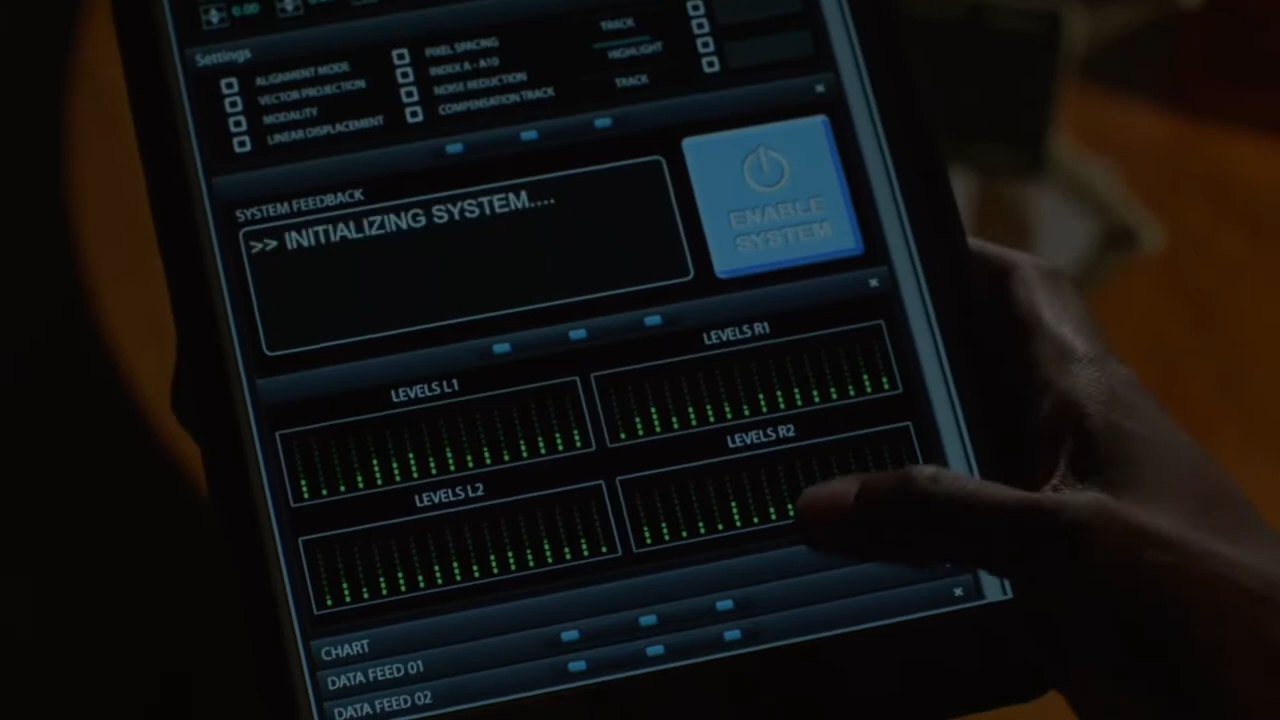 0.00
Settings
ALIGNMENT MODE
VECTOR PROJECTION
MODALITY
LINEAR DISPLACEMENT
PIXEL SPACING
INDEX A - A10
NOISE REDUCTION
COMPENSATION TRACK
TRACK
HIGHLIGHT
TRACK
SYSTEM FEEDBACK
>> INITIALIZING SYSTEM....
ENABLE
SYSTEM
LEVELS L1
LEVELS R1
LEVELS L2
LEVELS R2
CHART
DATA FEED 01
DATA FEED 02